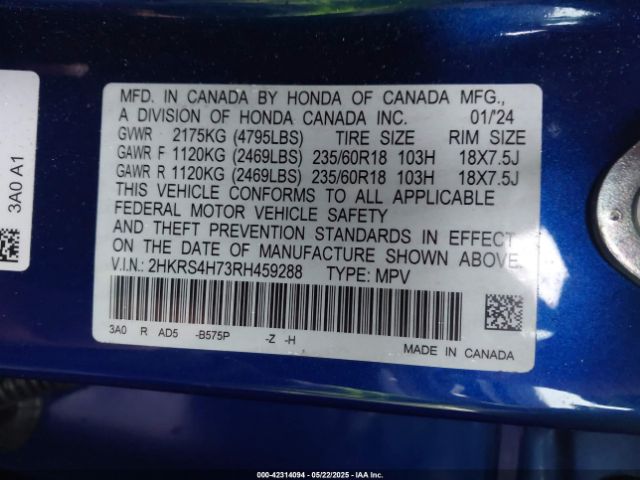 MFD. IN CANADA BY HONDA OF CANADA MFG.,
A DIVISION OF HONDA CANADA INC. 01/'24
GVWR 2175KG (4795LBS) TIRE SIZE RIM SIZE
GAWR F 1120KG (2469LBS) 235/60R18 103H 18X7.5J
GAWR R 1120KG (2469LBS) 235/60R18 103H 18X7.5J
THIS VEHICLE CONFORMS TO ALL APPLICABLE
FEDERAL MOTOR VEHICLE SAFETY
AND THEFT PREVENTION STANDARDS IN EFFECT
ON THE DATE OF MANUFACTURE SHOWN ABOVE.
V.I.N.: 2HKRS4H73RH459288 TYPE: MPV
3A0 R AD5 -B575P -Z -H
MADE IN CANADA
3A0 A1
000-42314094 - 05/22/2025 - IAA, Inc.